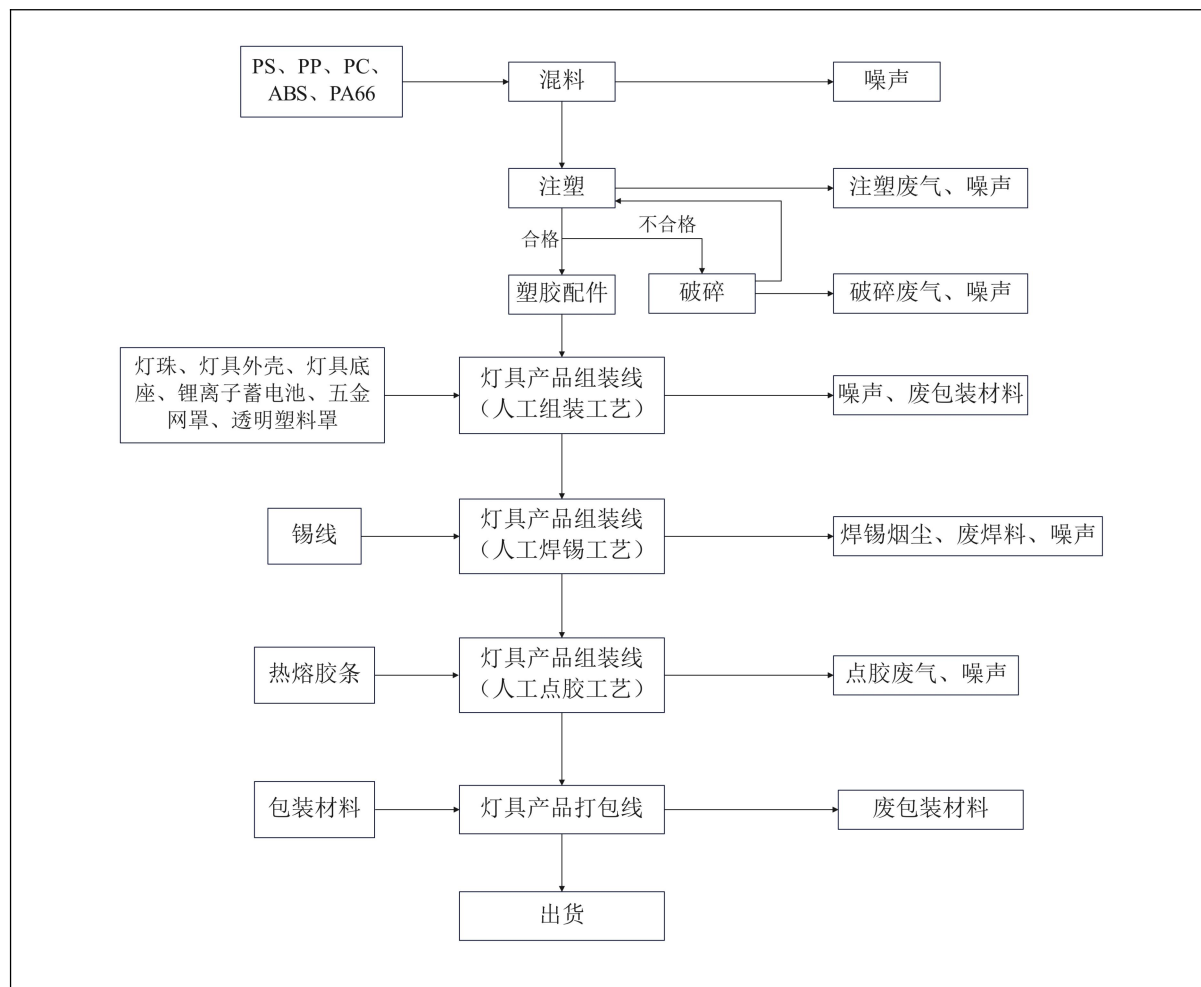 PS、PP、PC、
ABS、PA66
混料
噪声
注塑
注塑废气、噪声
合格
不合格
塑胶配件
破碎
破碎废气、噪声
灯珠、灯具外壳、灯具底
座、锂离子蓄电池、五金
网罩、透明塑料罩
灯具产品组装线
（人工组装工艺）
噪声、废包装材料
锡线
灯具产品组装线
（人工焊锡工艺）
焊锡烟尘、废焊料、噪声
热熔胶条
灯具产品组装线
（人工点胶工艺）
点胶废气、噪声
包装材料
灯具产品打包线
废包装材料
出货